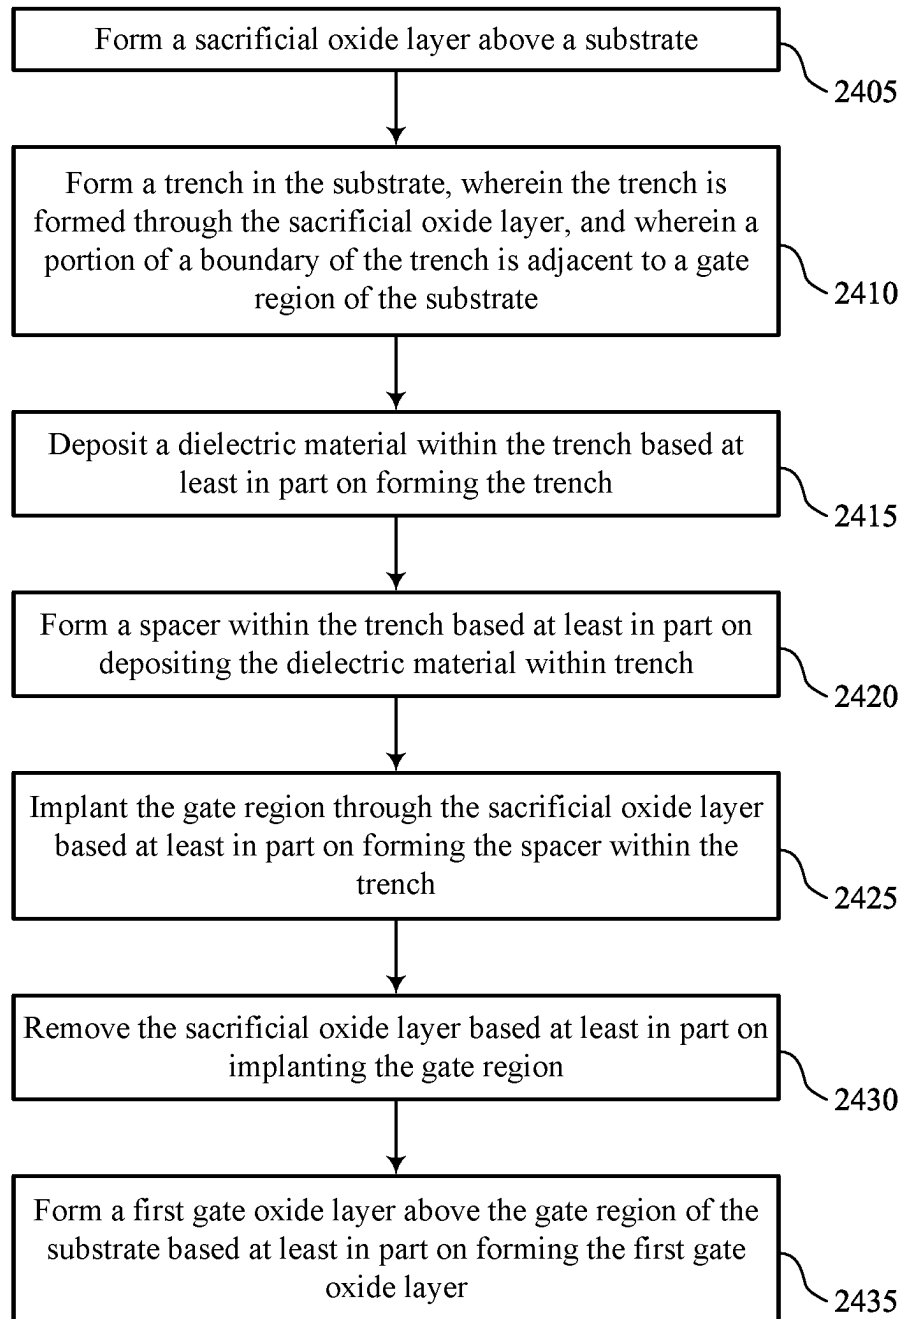 Form a sacrificial oxide layer above a substrate
2405
Form a trench in the substrate, wherein the trench is
formed through the sacrificial oxide layer, and wherein a
portion of a boundary of the trench is adjacent to a gate
region of the substrate
2410
Deposit a dielectric material within the trench based at
least in part on forming the trench
2415
Form a spacer within the trench based at least in part on
depositing the dielectric material within trench
2420
Implant the gate region through the sacrificial oxide layer
based at least in part on forming the spacer within the
trench
2425
Remove the sacrificial oxide layer based at least in part on
implanting the gate region
2430
Form a first gate oxide layer above the gate region of the
substrate based at least in part on forming the first gate
oxide layer
2435